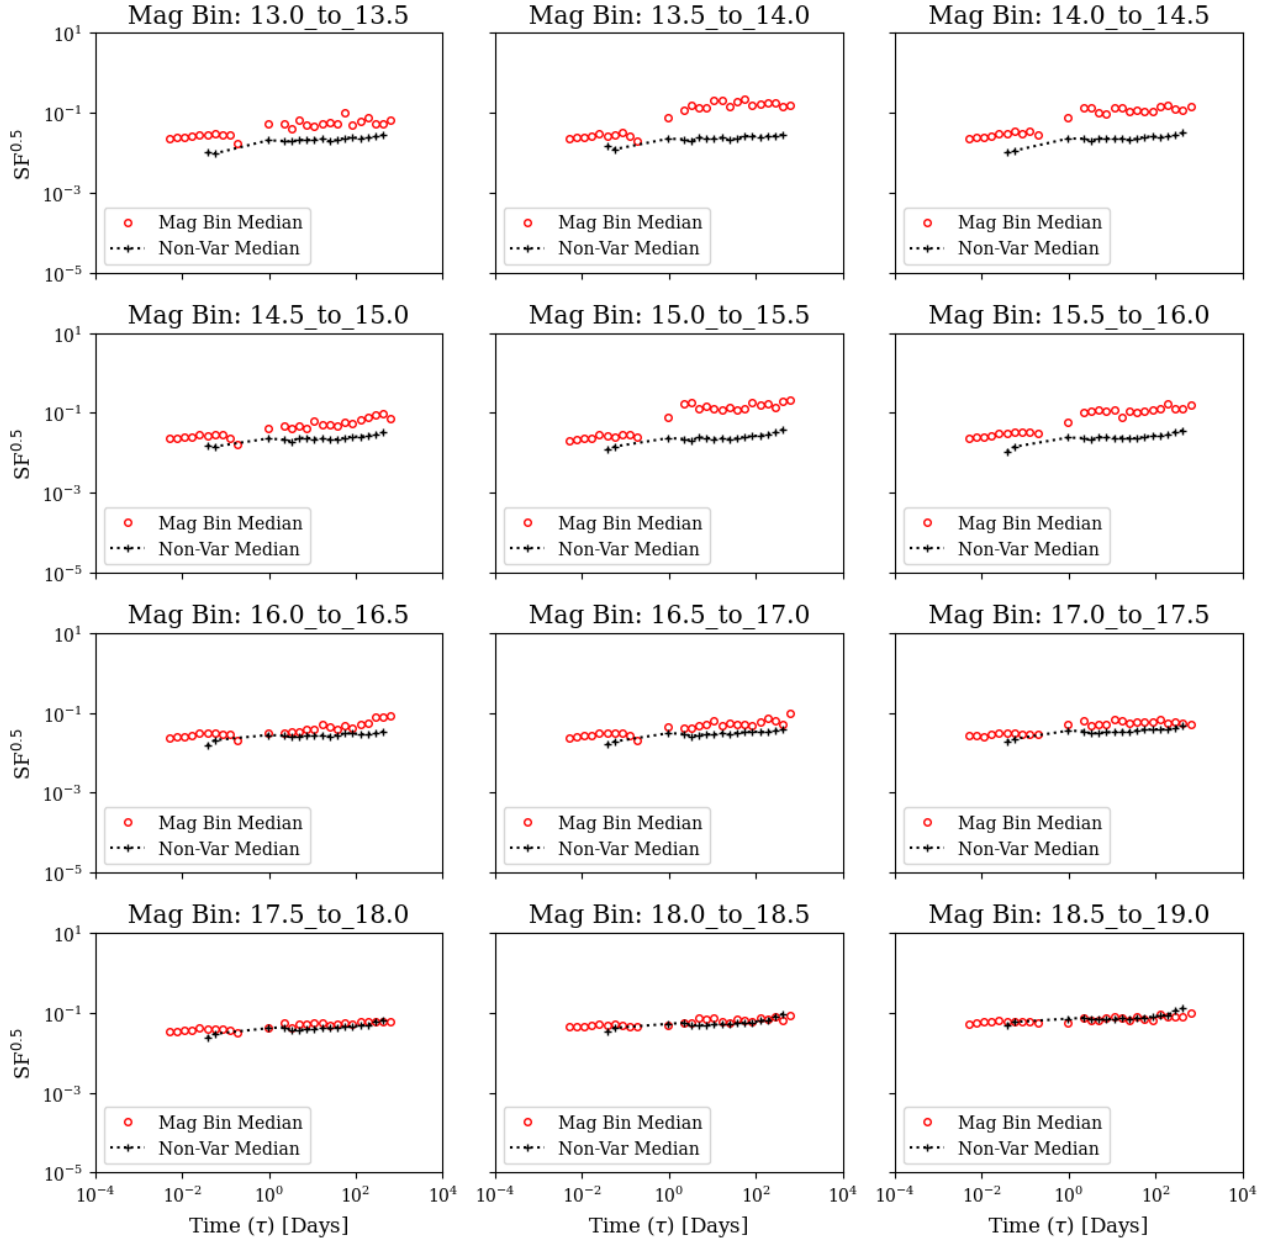 Mag Bin: 13.0_to_13.5
Mag Bin: 13.5_to_14.0
Mag Bin: 14.0_to_14.5
10^1
10^-1
10^-3
10^-5
SF^0.5
Mag Bin Median
Non-Var Median
Mag Bin Median
Non-Var Median
Mag Bin Median
Non-Var Median
Mag Bin: 14.5_to_15.0
Mag Bin: 15.0_to_15.5
Mag Bin: 15.5_to_16.0
10^1
10^-1
10^-3
10^-5
SF^0.5
Mag Bin Median
Non-Var Median
Mag Bin Median
Non-Var Median
Mag Bin Median
Non-Var Median
Mag Bin: 16.0_to_16.5
Mag Bin: 16.5_to_17.0
Mag Bin: 17.0_to_17.5
10^1
10^-1
10^-3
10^-5
SF^0.5
Mag Bin Median
Non-Var Median
Mag Bin Median
Non-Var Median
Mag Bin Median
Non-Var Median
Mag Bin: 17.5_to_18.0
Mag Bin: 18.0_to_18.5
Mag Bin: 18.5_to_19.0
10^1
10^-1
10^-3
10^-5
SF^0.5
Mag Bin Median
Non-Var Median
Mag Bin Median
Non-Var Median
Mag Bin Median
Non-Var Median
10^-4 10^-2 10^0 10^2 10^4
10^-4 10^-2 10^0 10^2 10^4
10^-4 10^-2 10^0 10^2 10^4
Time (τ) [Days]
Time (τ) [Days]
Time (τ) [Days]